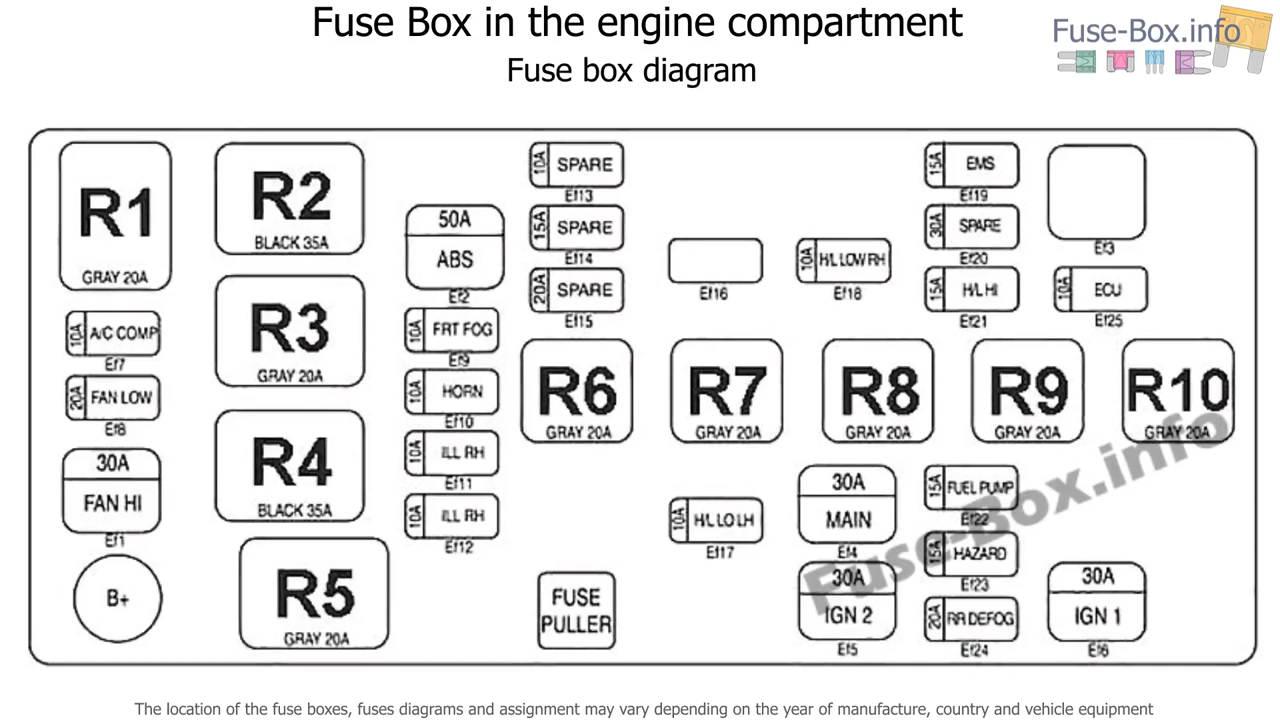 Fuse Box in the engine compartment
Fuse box diagram
Fuse-Box.info
R1
GRAY 20A
10A A/C COMP
Ef7
20A FAN LOW
Ef8
30A
FAN HI
Ef1
B+
R2
BLACK 35A
R3
GRAY 20A
R4
BLACK 35A
R5
GRAY 20A
50A
ABS
Ef2
10A FRT FOG
Ef9
10A HORN
Ef10
10A ILL RH
Ef11
10A ILL RH
Ef12
10A SPARE
Ef13
15A SPARE
Ef14
20A SPARE
Ef15
R6
GRAY 20A
FUSE
PULLER
Ef16
R7
GRAY 20A
10A H/L LO LH
Ef17
10A H/L LOW RH
Ef18
R8
GRAY 20A
30A
MAIN
Ef4
30A
IGN 2
Ef5
15A EMS
Ef19
30A SPARE
Ef20
15A H/L HI
Ef21
R9
GRAY 20A
15A FUEL PUMP
Ef22
15A HAZARD
Ef23
20A RR DEFOG
Ef24
Ef3
10A ECU
Ef25
R10
GRAY 20A
30A
IGN 1
Ef6
Fuse-Box.info
The location of the fuse boxes, fuses diagrams and assignment may vary depending on the year of manufacture, country and vehicle equipment